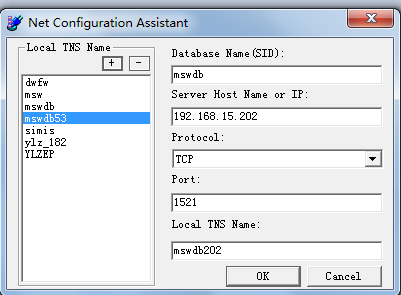 Net Configuration Assistant
Local TNS Name
+ -
dwfw
msw
mswdb
mswdb53
simis
ylz_182
YLZEP
Database Name(SID):
mswdb
Server Host Name or IP:
192.168.15.202
Protocol:
TCP
Port:
1521
Local TNS Name:
mswdb202
OK Cancel